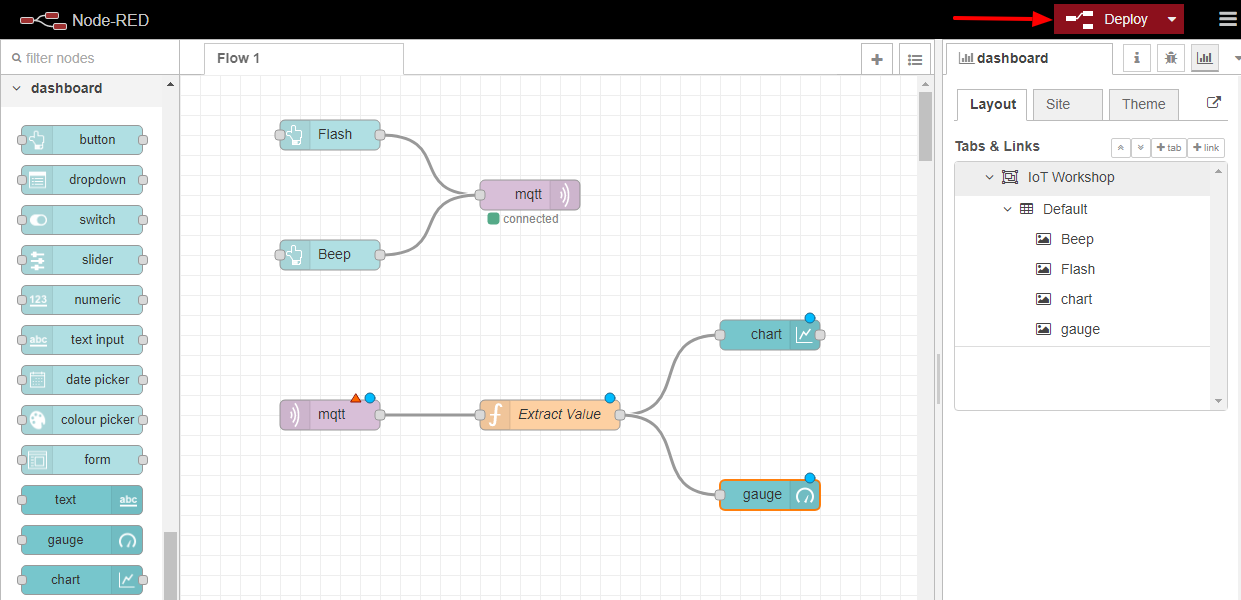 Node-RED
Deploy
filter nodes
Flow 1
dashboard
dashboard
button
dropdown
switch
slider
123 numeric
abc text input
date picker
colour picker
form
text abc
gauge
chart
Flash
mqtt
connected
Beep
chart
mqtt
Extract Value
gauge
Layout
Site
Theme
Tabs & Links
tab
link
IoT Workshop
Default
Beep
Flash
chart
gauge